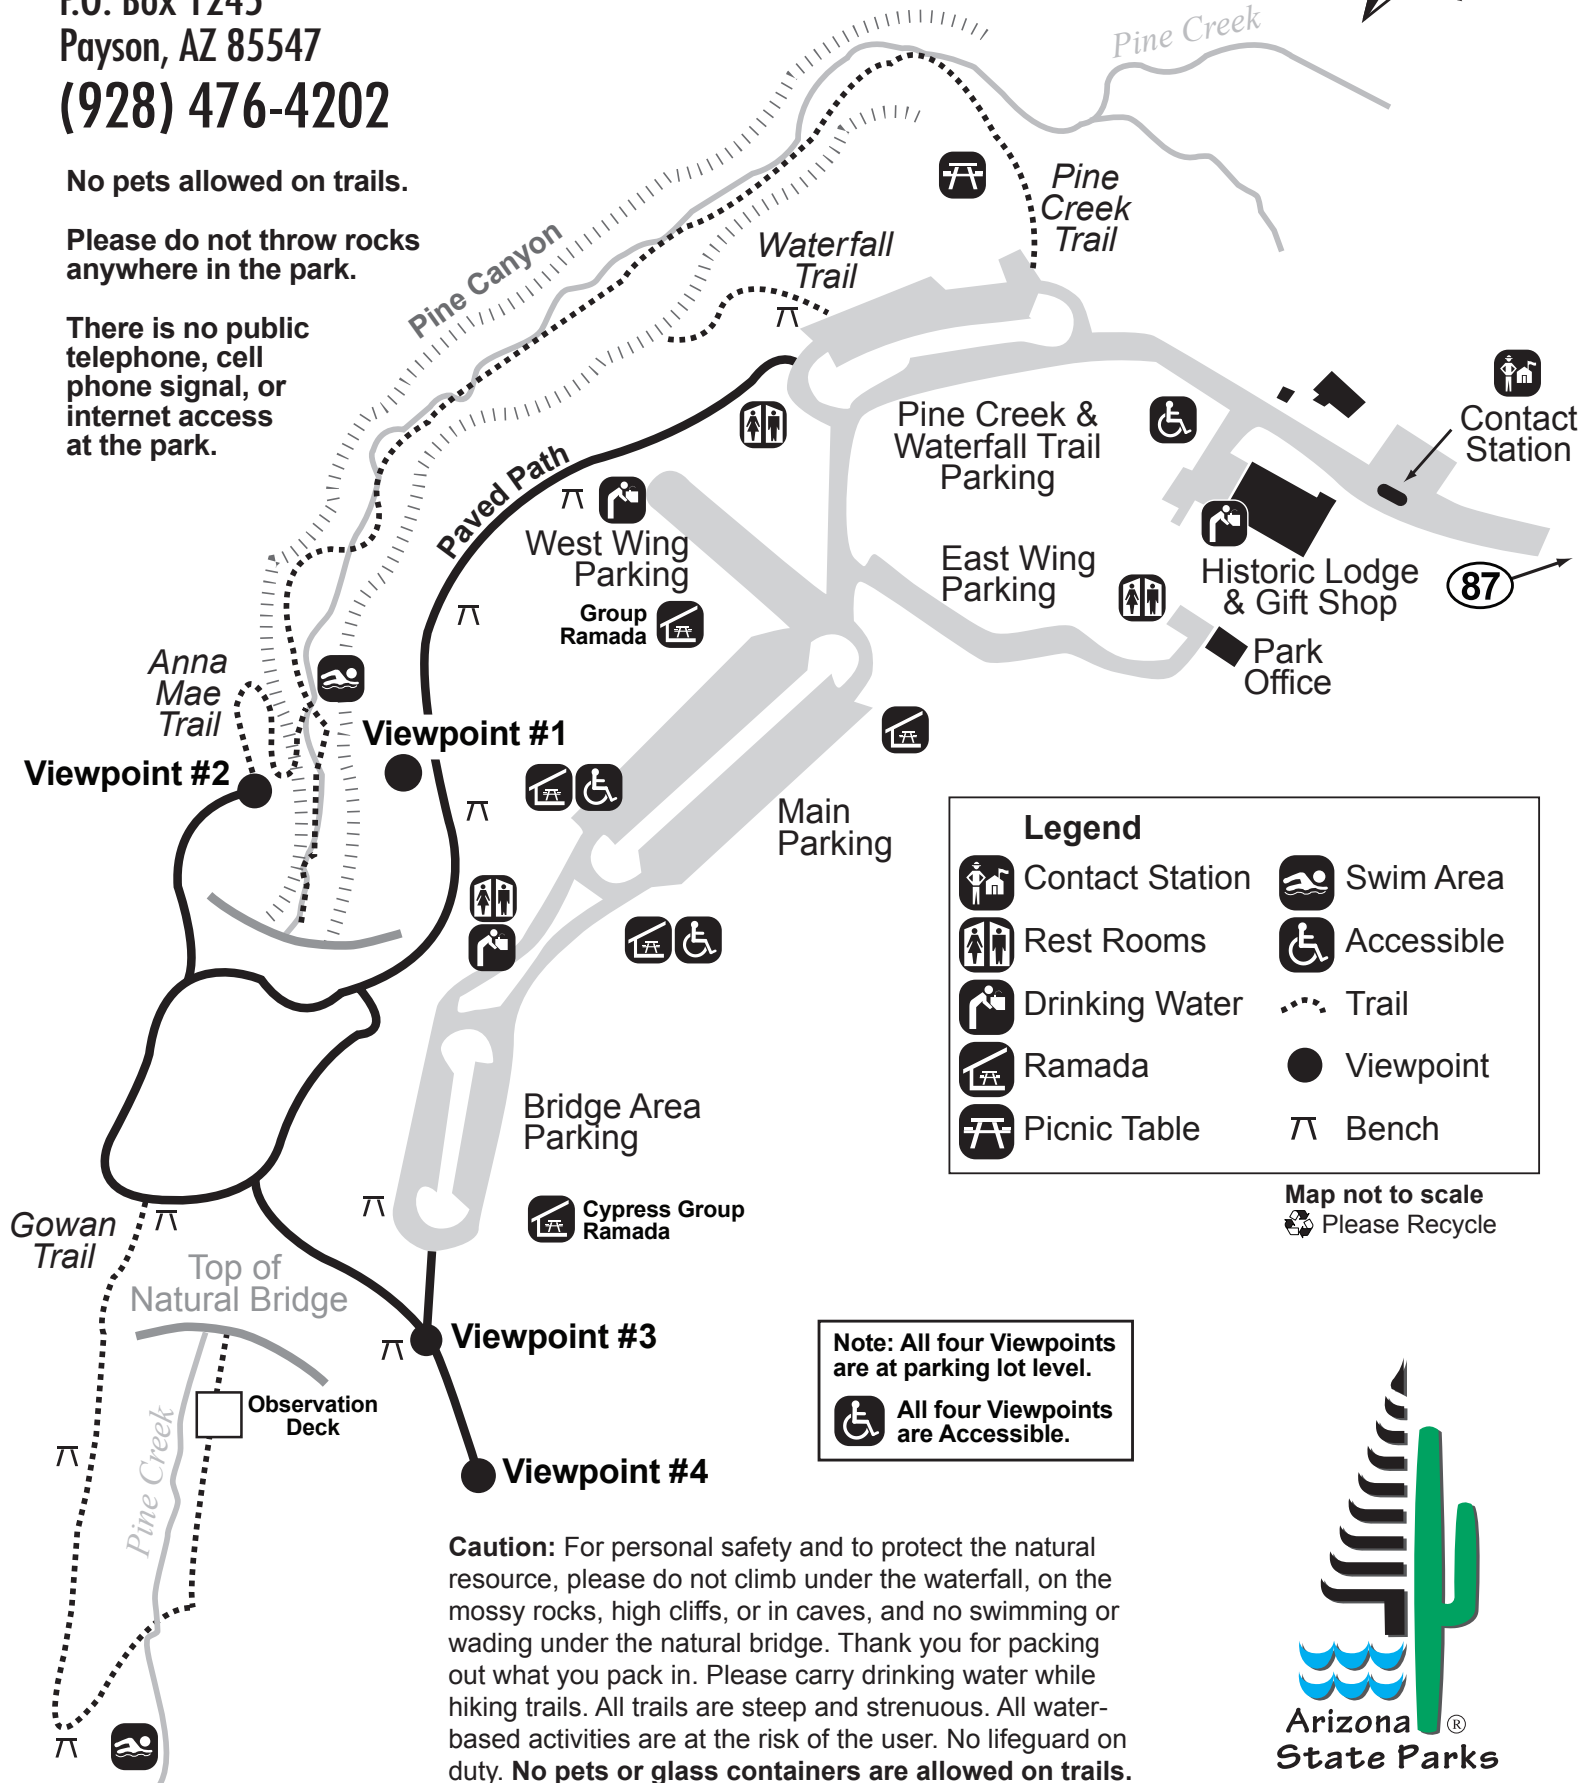 P.O. Box 1245
Payson, AZ 85547
(928) 476-4202
No pets allowed on trails.
Please do not throw rocks
anywhere in the park.
There is no public
telephone, cell
phone signal, or
internet access
at the park.
Pine Creek
Pine
Creek
Trail
Waterfall
Trail
Pine Canyon
Paved Path
Pine Creek &
Waterfall Trail
Parking
Contact
Station
West Wing
Parking
Group
Ramada
East Wing
Parking
Historic Lodge
& Gift Shop
87
Park
Office
Anna
Mae
Trail
Viewpoint #1
Viewpoint #2
Main
Parking
Legend
Contact Station
Rest Rooms
Drinking Water
Ramada
Picnic Table
Swim Area
Accessible
Trail
Viewpoint
Bench
Map not to scale
Please Recycle
Bridge Area
Parking
Cypress Group
Ramada
Gowan
Trail
Top of
Natural Bridge
Viewpoint #3
Observation
Deck
Pine Creek
Viewpoint #4
Note: All four Viewpoints
are at parking lot level.
All four Viewpoints
are Accessible.
Caution: For personal safety and to protect the natural
resource, please do not climb under the waterfall, on the
mossy rocks, high cliffs, or in caves, and no swimming or
wading under the natural bridge. Thank you for packing
out what you pack in. Please carry drinking water while
hiking trails. All trails are steep and strenuous. All water-
based activities are at the risk of the user. No lifeguard on
duty. No pets or glass containers are allowed on trails.
Arizona ®
State Parks